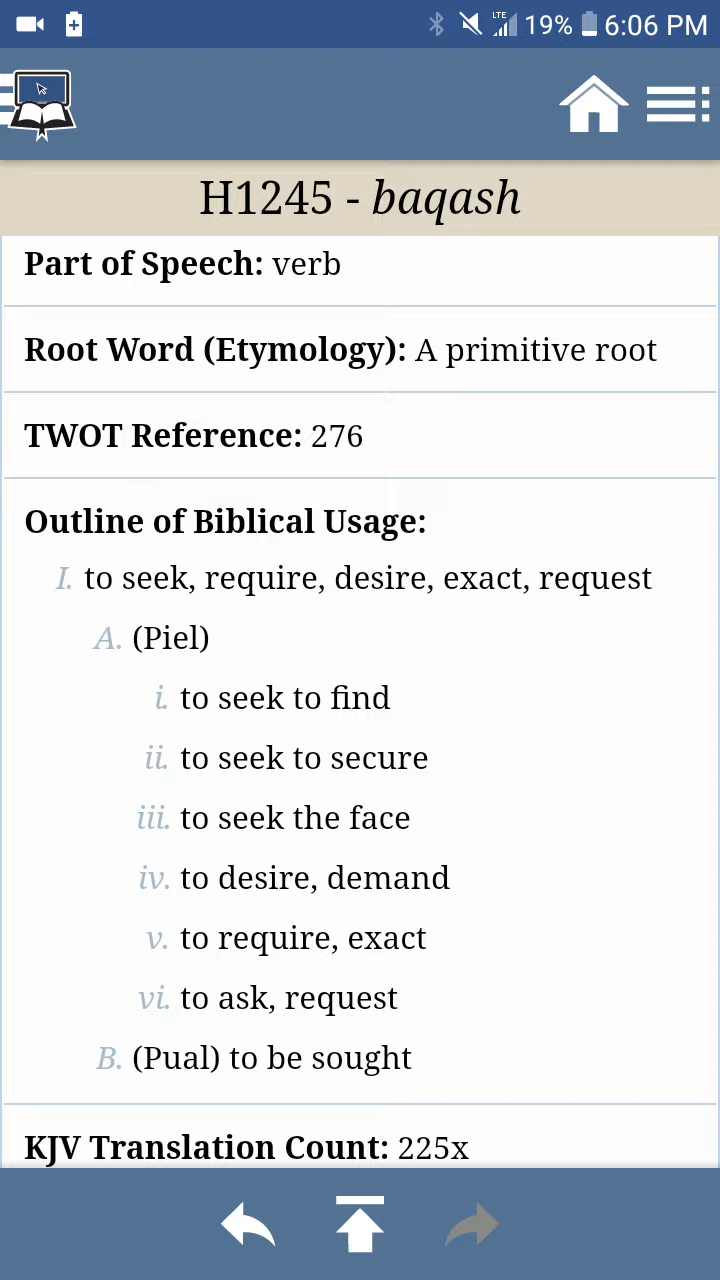 LTE 19% 6:06 PM
H1245 - baqash
Part of Speech: verb
Root Word (Etymology): A primitive root
TWOT Reference: 276
Outline of Biblical Usage:
I. to seek, require, desire, exact, request
A. (Piel)
i. to seek to find
ii. to seek to secure
iii. to seek the face
iv. to desire, demand
v. to require, exact
vi. to ask, request
B. (Pual) to be sought
KJV Translation Count: 225x